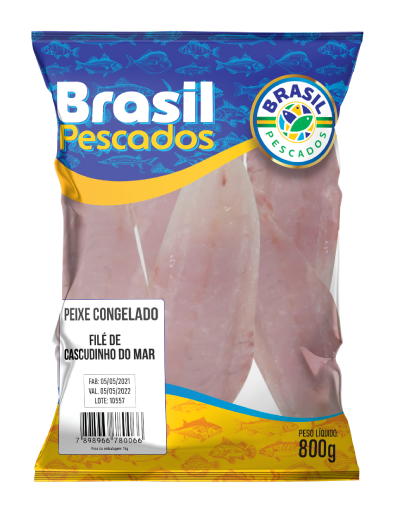 Brasil
Pescados
BRASIL
PESCADOS
PEIXE CONGELADO
FILÉ DE
CASCUDINHO DO MAR
FAB: 05/05/2021
VAL. 05/05/2022
LOTE: 10557
7 898966 780066
PESO LÍQUIDO:
800g